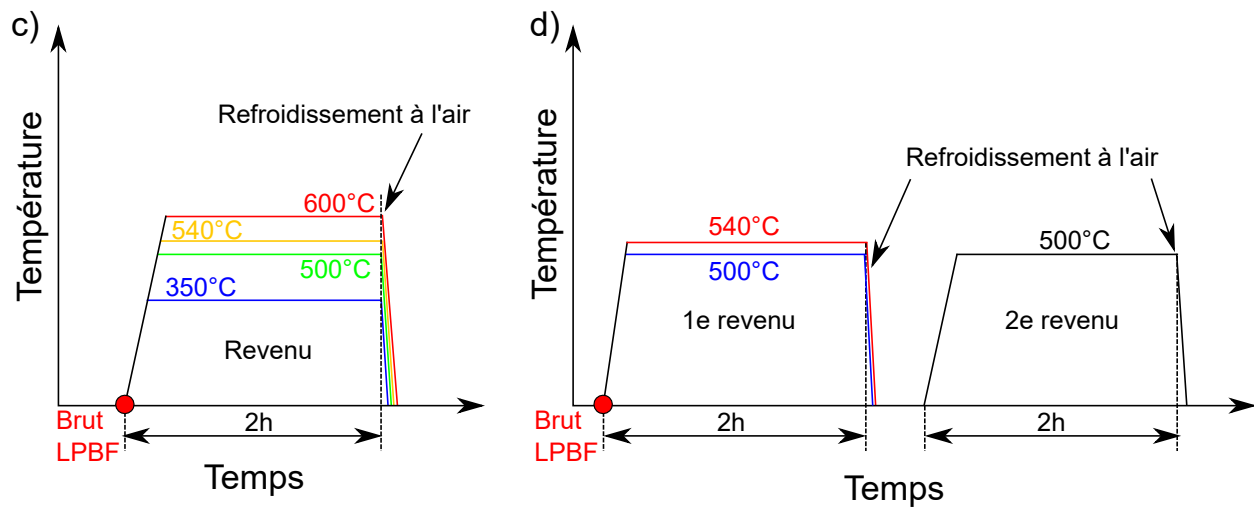 c)
Température
Refroidissement à l'air
600°C
540°C
500°C
350°C
Revenu
Brut
LPBF
2h
Temps
d)
Température
Refroidissement à l'air
540°C
500°C
500°C
1e revenu
2e revenu
Brut
LPBF
2h
2h
Temps